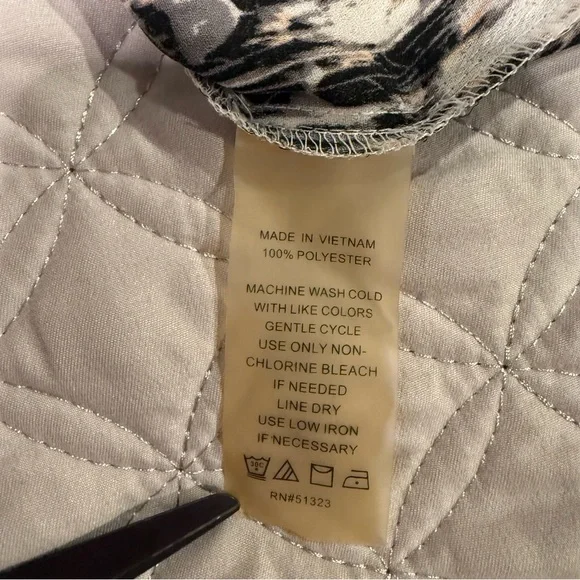 MADE IN VIETNAM
100% POLYESTER
MACHINE WASH COLD
WITH LIKE COLORS
GENTLE CYCLE
USE ONLY NON-
CHLORINE BLEACH
IF NEEDED
LINE DRY
USE LOW IRON
IF NECESSARY
30C
RN#51323